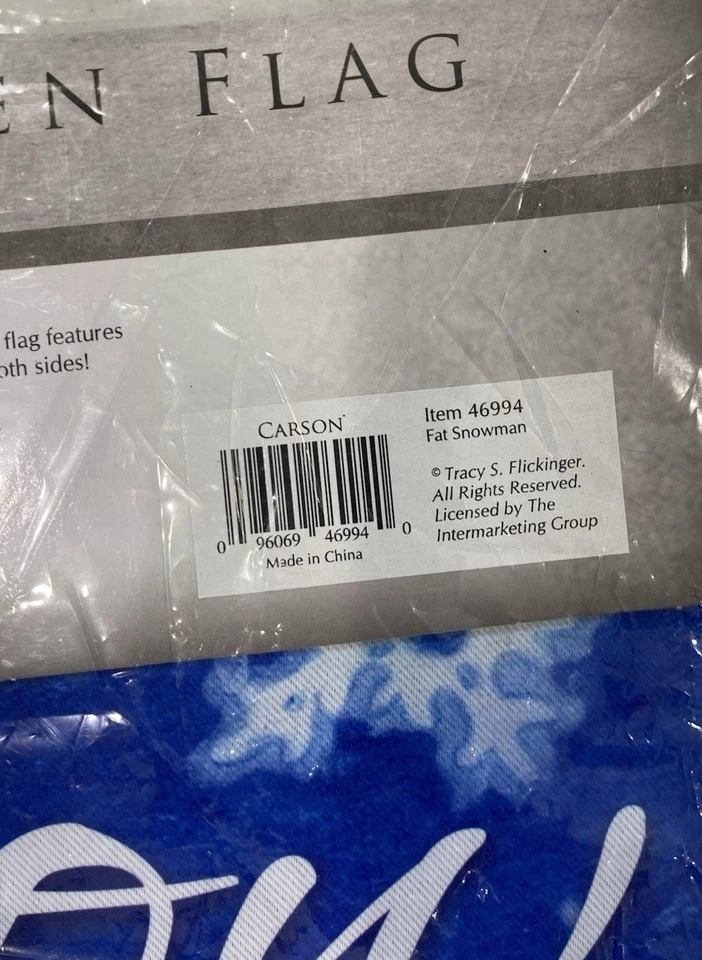 EN FLAG
flag features
oth sides!
CARSON
Item 46994
Fat Snowman
© Tracy S. Flickinger.
All Rights Reserved.
Licensed by The
Intermarketing Group
0 96069 46994 0
Made in China